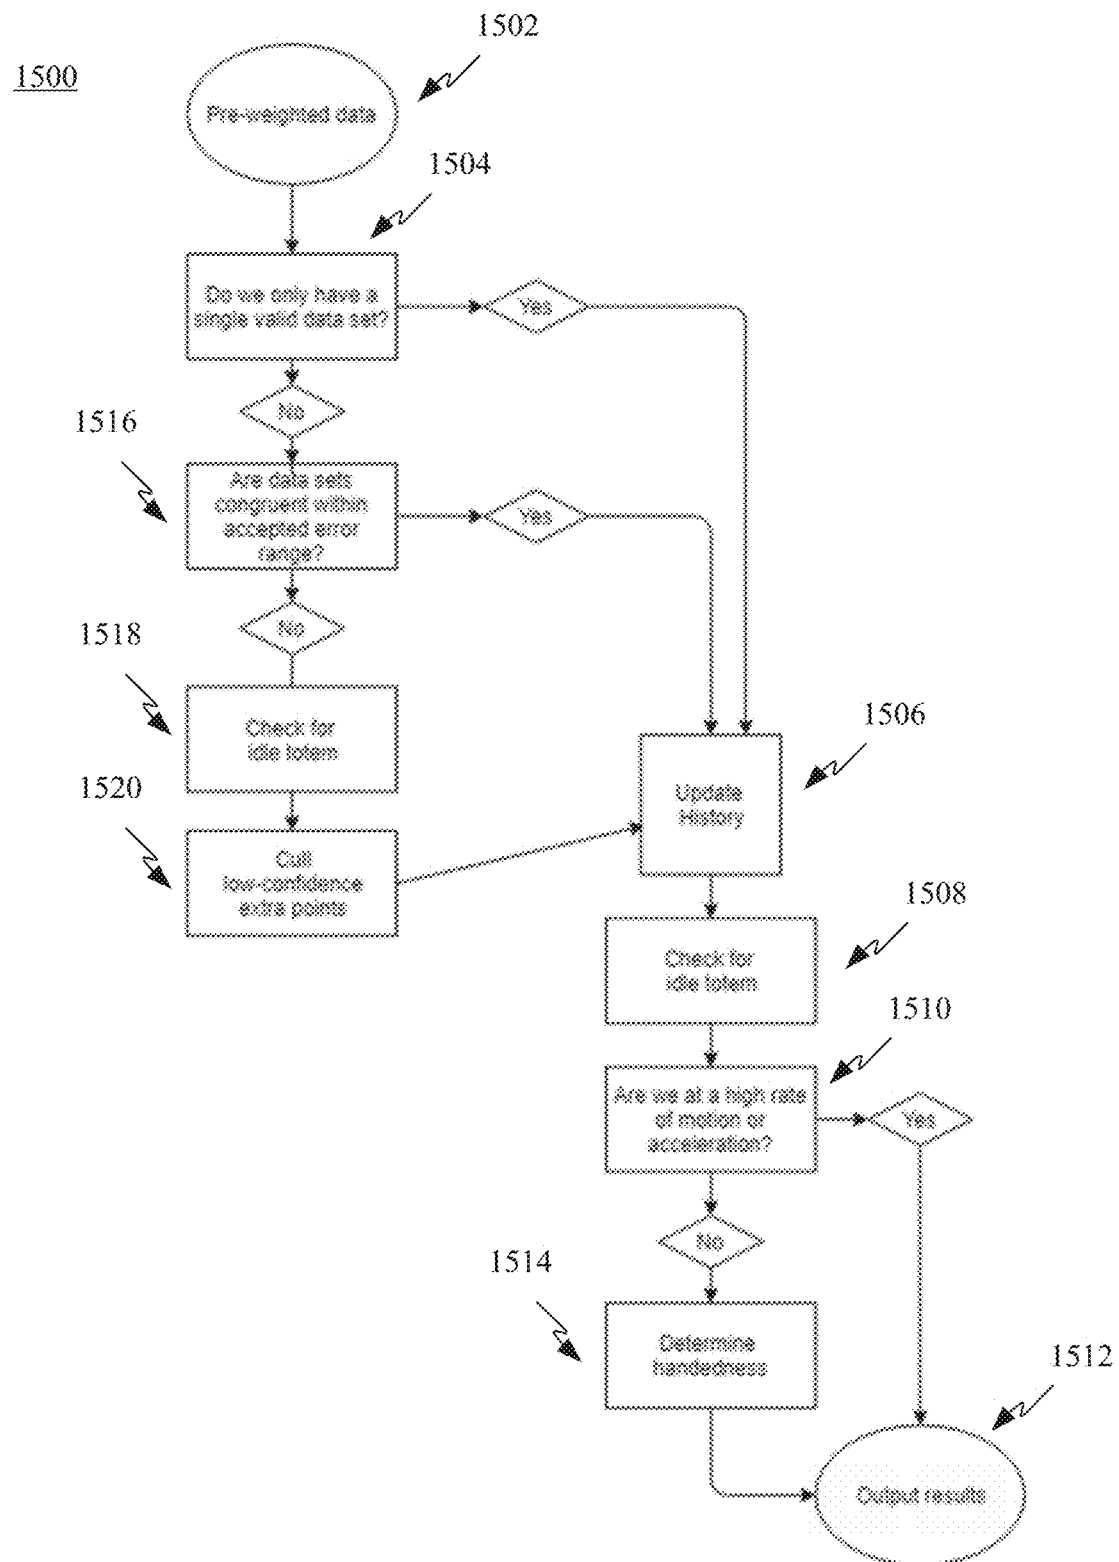 1500
1502
Pre-weighted data
1504
Do we only have a
single valid data set?
Yes
No
1516
Are data sets
congruent within
accepted error
range?
Yes
No
1518
Check for
idle totem
1520
Cull
low-confidence
extra points
1506
Update
History
1508
Check for
idle totem
1510
Are we at a high rate
of motion or
acceleration?
Yes
No
1514
Determine
handedness
1512
Output results